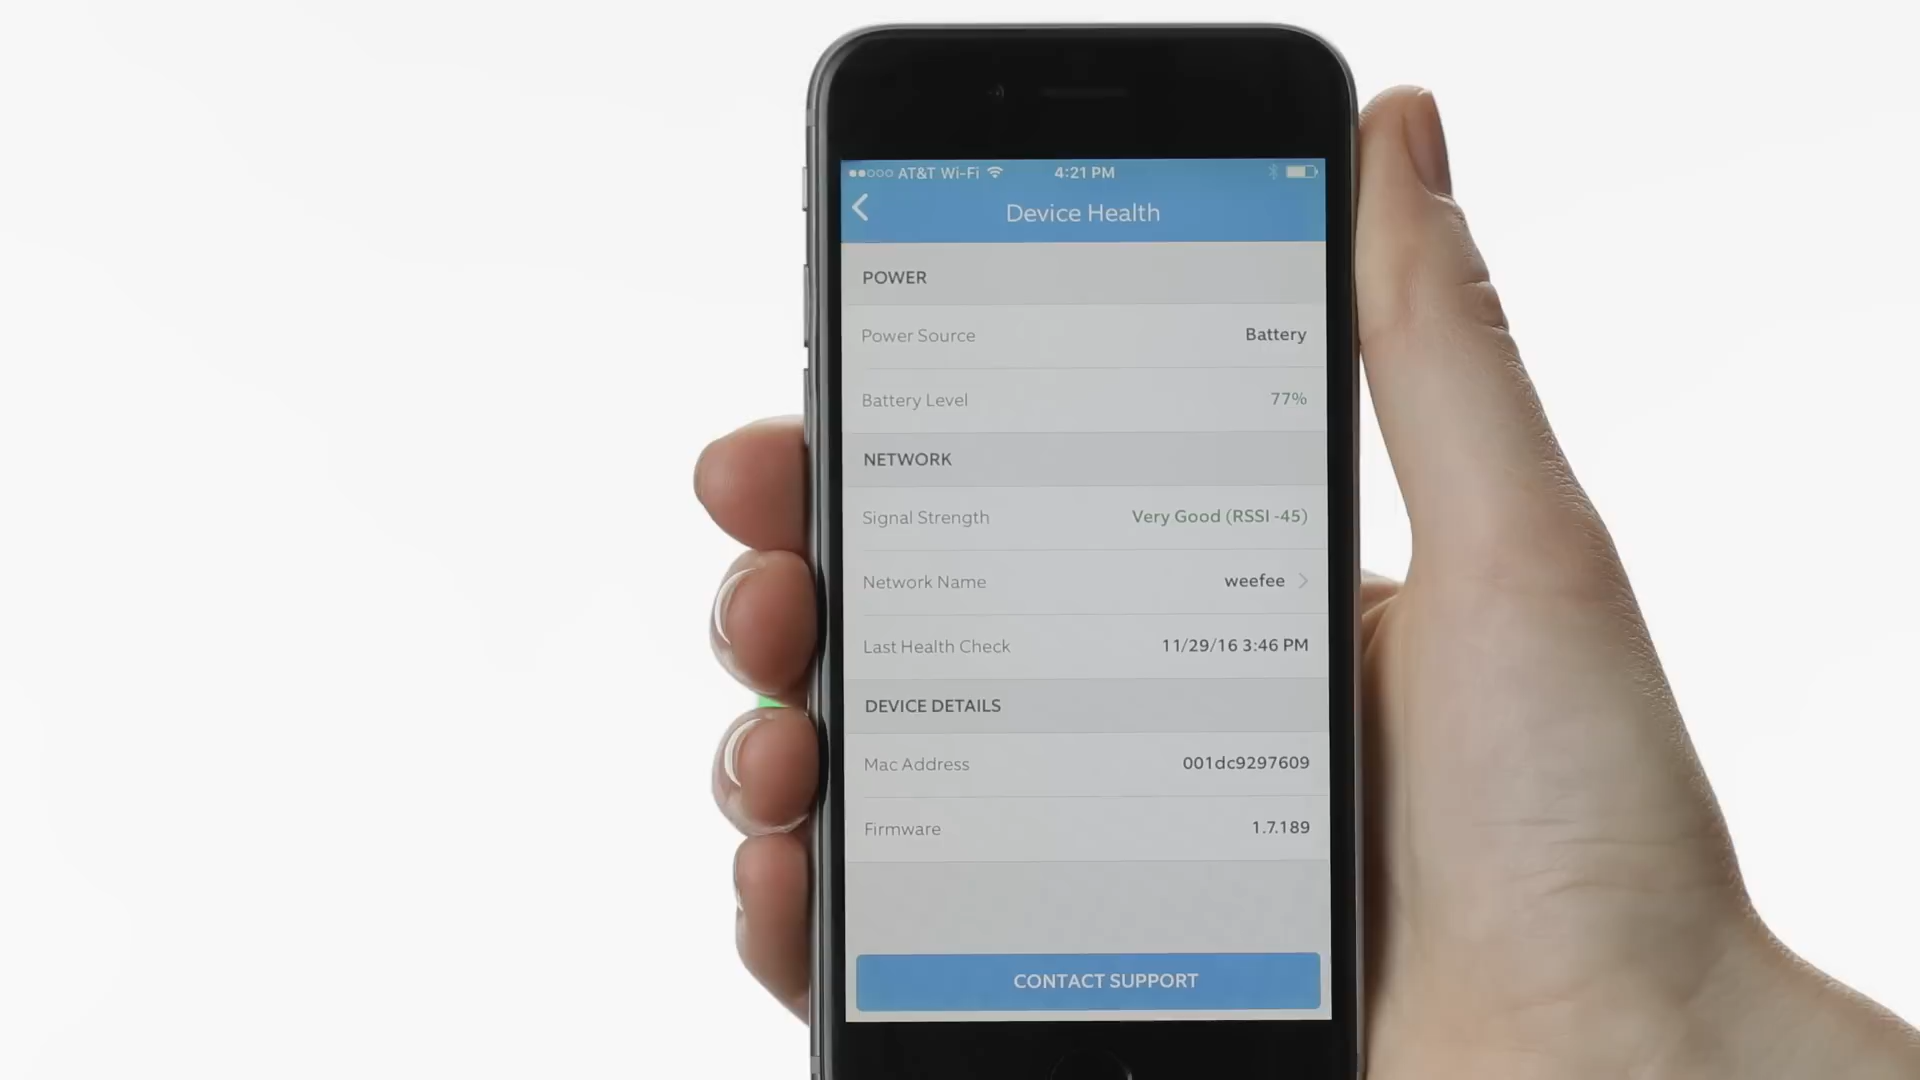 AT&T Wi-Fi 4:21 PM
Device Health
POWER
Power Source Battery
Battery Level 77%
NETWORK
Signal Strength Very Good (RSSI -45)
Network Name weefee
Last Health Check 11/29/16 3:46 PM
DEVICE DETAILS
Mac Address 001dc9297609
Firmware 1.7.189
CONTACT SUPPORT